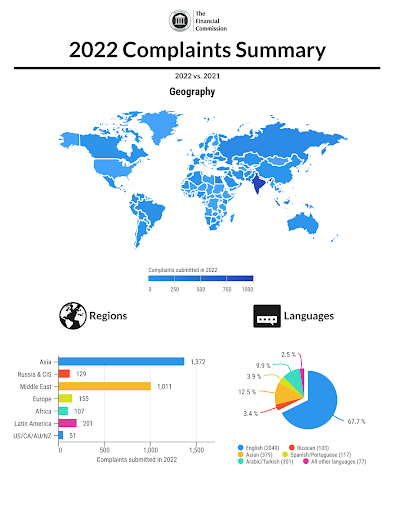 The
Financial
Commission
2022 Complaints Summary
2022 vs. 2021
Geography
Complaints submitted in 2022
0 250 500 750 1000
Regions
Languages
Asia 1,372
Russia & CIS 129
Middle East 1,011
Europe 155
Africa 107
Latin America 201
US/CA/AU/NZ 51
0 500 1,000 1,500
Complaints submitted in 2022
2.5 %
9.9 %
3.9 %
12.5 %
3.4 %
67.7 %
English (2049) Russian (103)
Asian (379) Spanish/Portuguese (117)
Arabic/Turkish (301) All other languages (77)